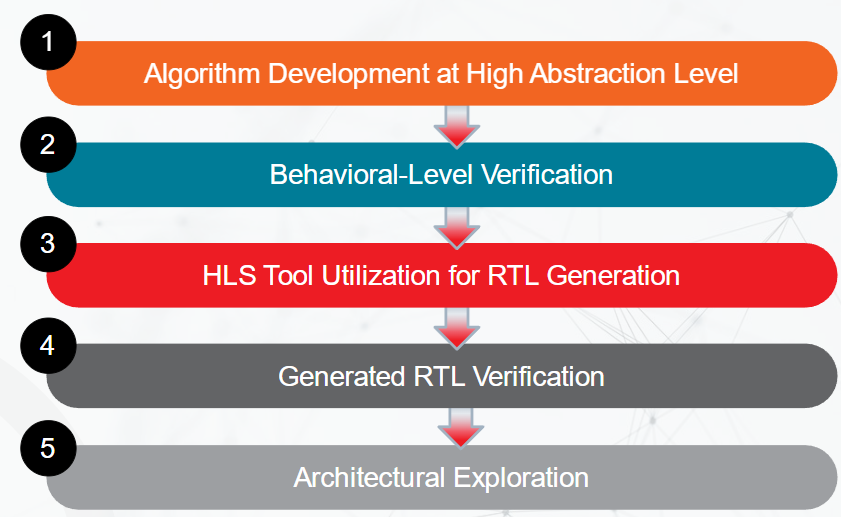 1
Algorithm Development at High Abstraction Level
2
Behavioral-Level Verification
3
HLS Tool Utilization for RTL Generation
4
Generated RTL Verification
5
Architectural Exploration